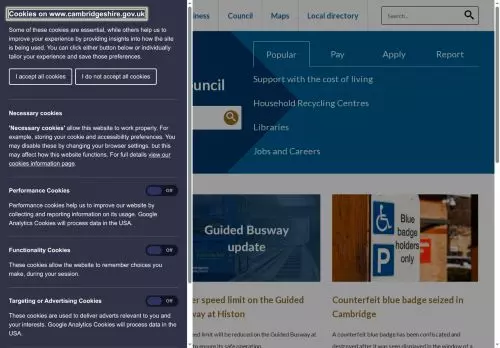 Cookies on www.cambridgeshire.gov.uk
Some of these cookies are essential, while others help us to
improve your experience by providing insights into how the site
is being used. You can click either button below or individually
tailor your experience and save those preferences.
I accept all cookies
I do not accept all cookies
Necessary cookies
'Necessary cookies' allow this website to work properly. For
example, storing your cookie and accessibility preferences. You
may disable these by changing your browser settings, but this
may affect how this website functions. For full details view our
cookies information page.
Performance Cookies
Off
Performance cookies help us to improve our website by
collecting and reporting information on its usage. Google
Analytics Cookies will process data in the USA.
Functionality Cookies
Off
These cookies allow the website to remember choices you
make, during your session.
Targeting or Advertising Cookies
Off
These cookies are used to deliver adverts relevant to you and
your interests. Google Analytics Cookies will process data in the
USA.
iness
Council
Maps
Local directory
Search..
ouncil
Popular
Pay
Apply
Report
Support with the cost of living
Household Recycling Centres
Libraries
Jobs and Careers
Guided Busway
update
Blue
badge
holders
only
er speed limit on the Guided
way at Histon
eed limit will be reduced on the Guided Busway at
to ensure its safe operation.
Counterfeit blue badge seized in
Cambridge
A counterfeit blue badge has been confiscated and
destroyed after it was seen displayed in the window of a